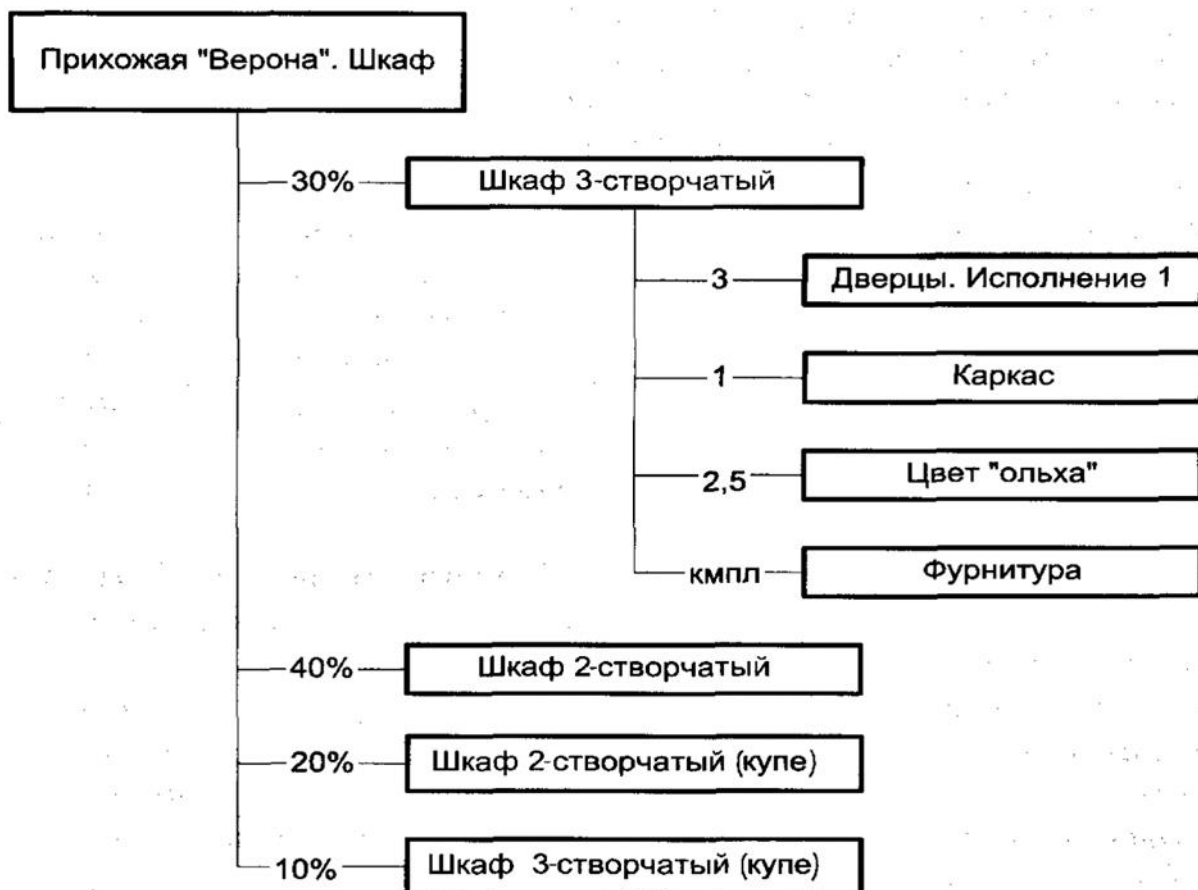 Прихожая "Верона". Шкаф
30%
Шкаф 3-створчатый
3
Дверцы. Исполнение 1
1
Каркас
2,5
Цвет "ольха"
кмпл
Фурнитура
40%
Шкаф 2-створчатый
20%
Шкаф 2-створчатый (купе)
10%
Шкаф 3-створчатый (купе)